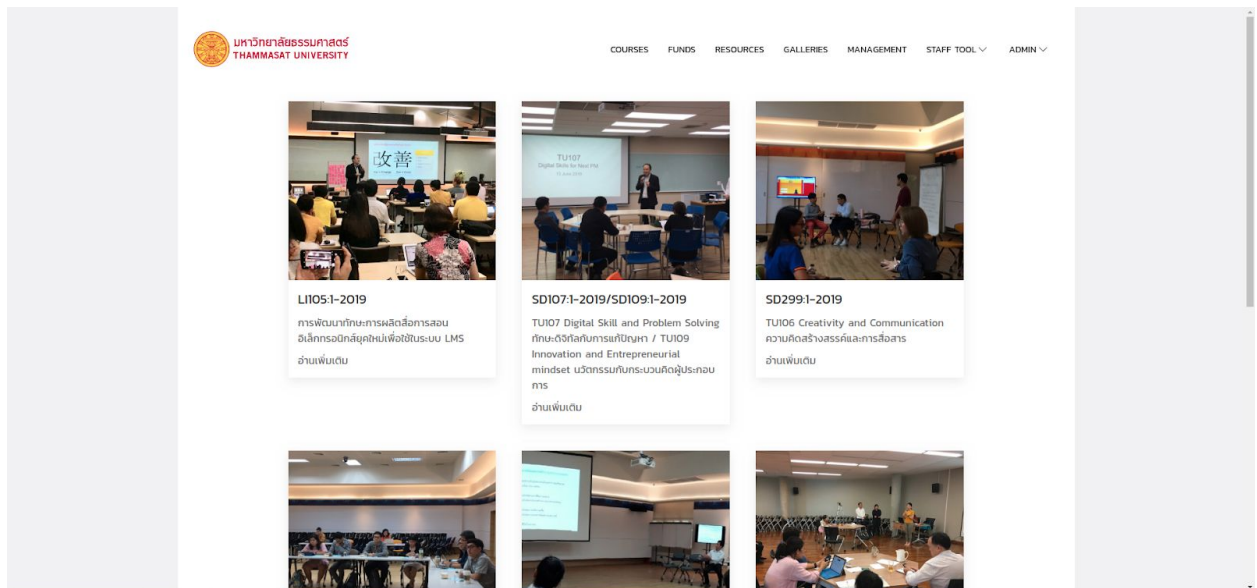 มหาวิทยาลัยธรรมศาสตร์
THAMMASAT UNIVERSITY
COURSES FUNDS RESOURCES GALLERIES MANAGEMENT STAFF TOOL ADMIN
改善
TU107
Digital Skills for Next Mill
LI105:1-2019
การพัฒนาทักษะการผลิตสื่อการสอน
อิเล็กทรอนิกส์ยุคใหม่เพื่อใช้ในระบบ LMS
อ่านเพิ่มเติม
SD107:1-2019/SD109:1-2019
TU107 Digital Skill and Problem Solving
ทักษะดิจิทัลกับการแก้ปัญหา / TU109
Innovation and Entrepreneurial
mindset นวัตกรรมกับกระบวนคิดผู้ประกอบ
การ
อ่านเพิ่มเติม
SD299:1-2019
TU106 Creativity and Communication
ความคิดสร้างสรรค์และการสื่อสาร
อ่านเพิ่มเติม